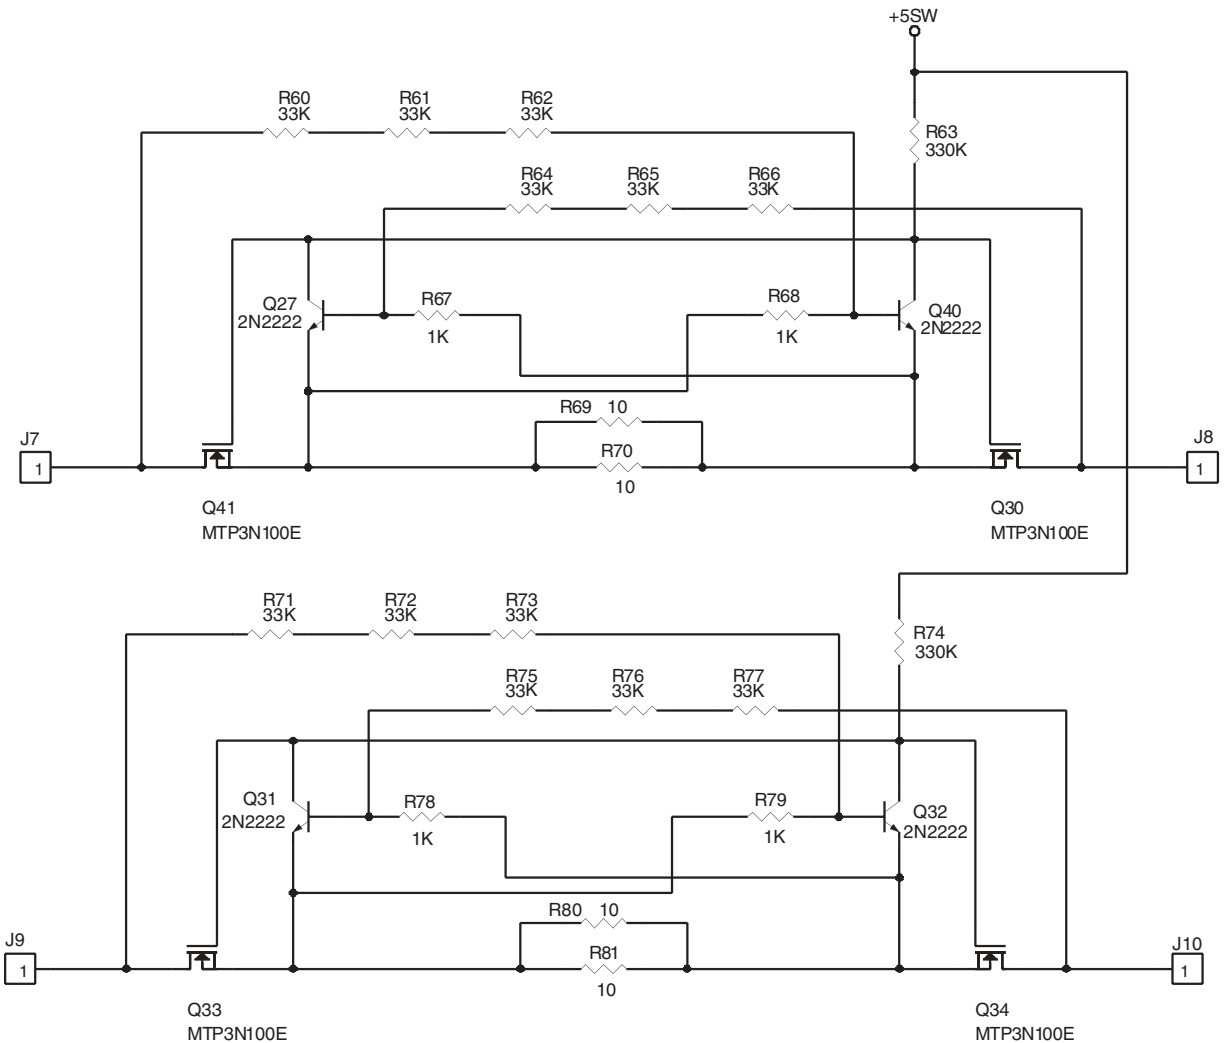 +5SW
R60
33K
R61
33K
R62
33K
R63
330K
R64
33K
R65
33K
R66
33K
Q27
2N2222
R67
1K
R68
1K
Q40
2N2222
R69 10
R70
10
J7
1
J8
1
Q41
MTP3N100E
Q30
MTP3N100E
R71
33K
R72
33K
R73
33K
R74
330K
R75
33K
R76
33K
R77
33K
Q31
2N2222
R78
1K
R79
1K
Q32
2N2222
R80 10
R81
10
J9
1
J10
1
Q33
MTP3N100E
Q34
MTP3N100E